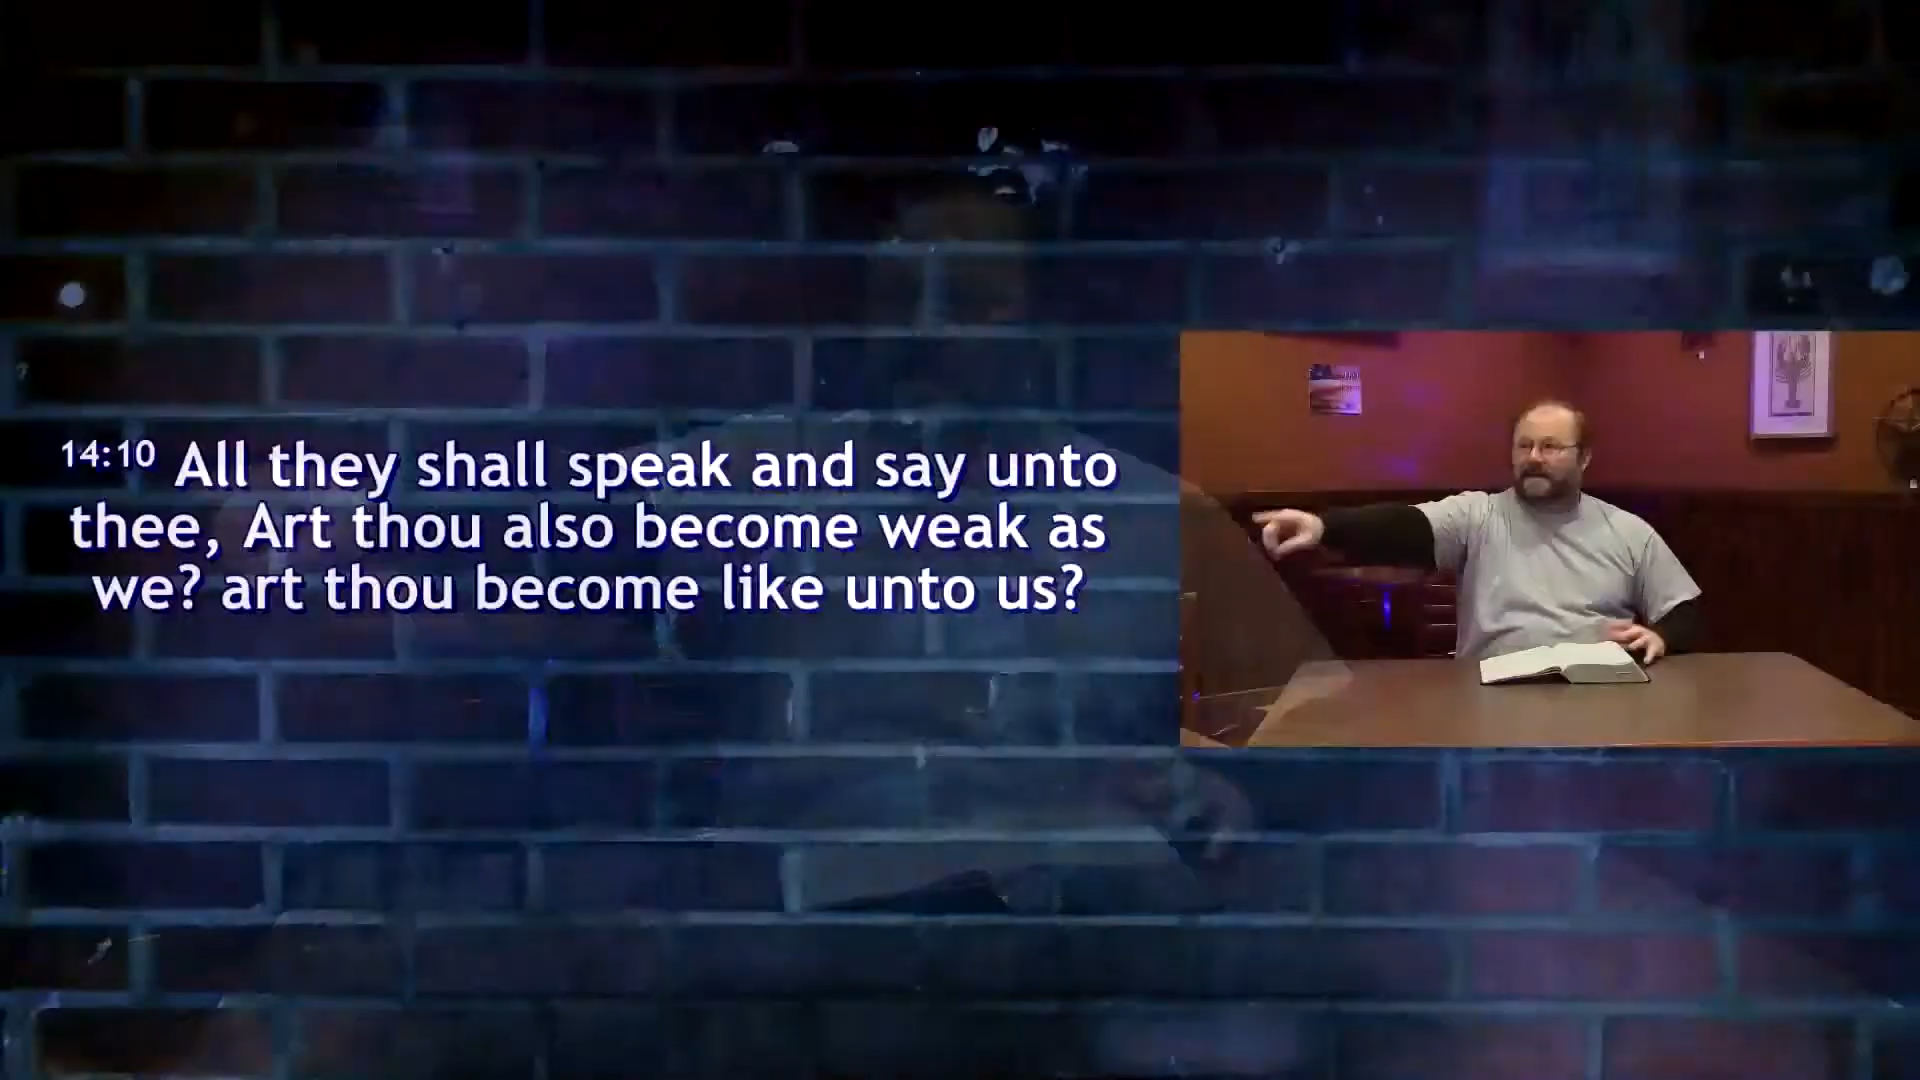 14:10 All they shall speak and say unto
thee, Art thou also become weak as
we? art thou become like unto us?